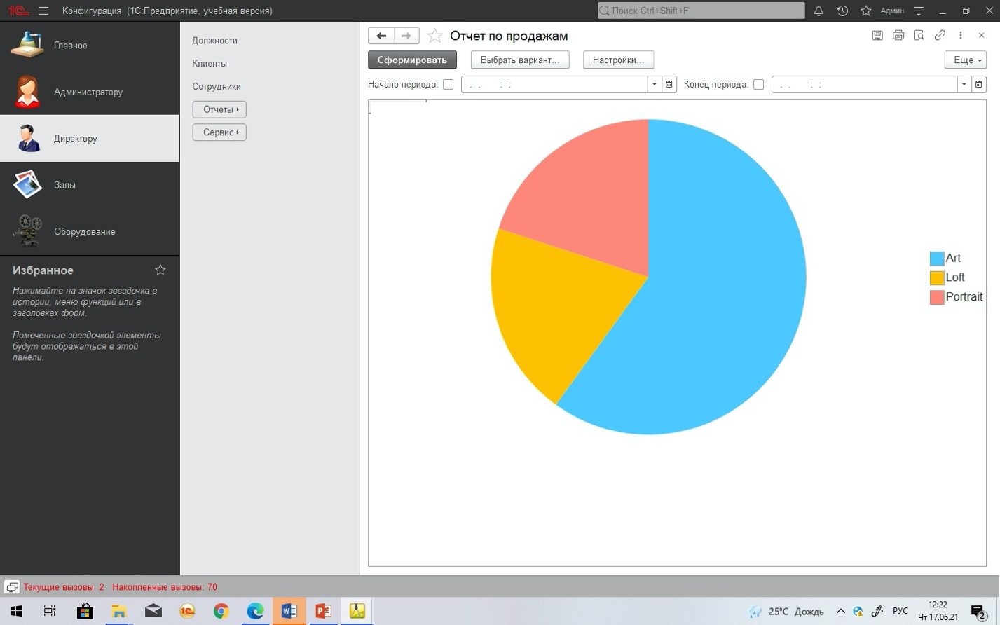 1С Конфигурация (1С:Предприятие, учебная версия)
Поиск Ctrl+Shift+F
Админ
Главное
Администратору
Директору
Залы
Оборудование
Избранное
Нажимайте на значок звездочка в
истории, меню функций или в
заголовках форм.
Помеченные звездочкой элементы
будут отображаться в этой
панели.
Должности
Клиенты
Сотрудники
Отчеты
Сервис
Отчет по продажам
Сформировать
Выбрать вариант...
Настройки...
Еще
Начало периода: . . : :
Конец периода: . . : :
Art
Loft
Portrait
Текущие вызовы: 2 Накопленные вызовы: 70
25°C Дождь
РУС
12:22
Чт 17.06.21
2